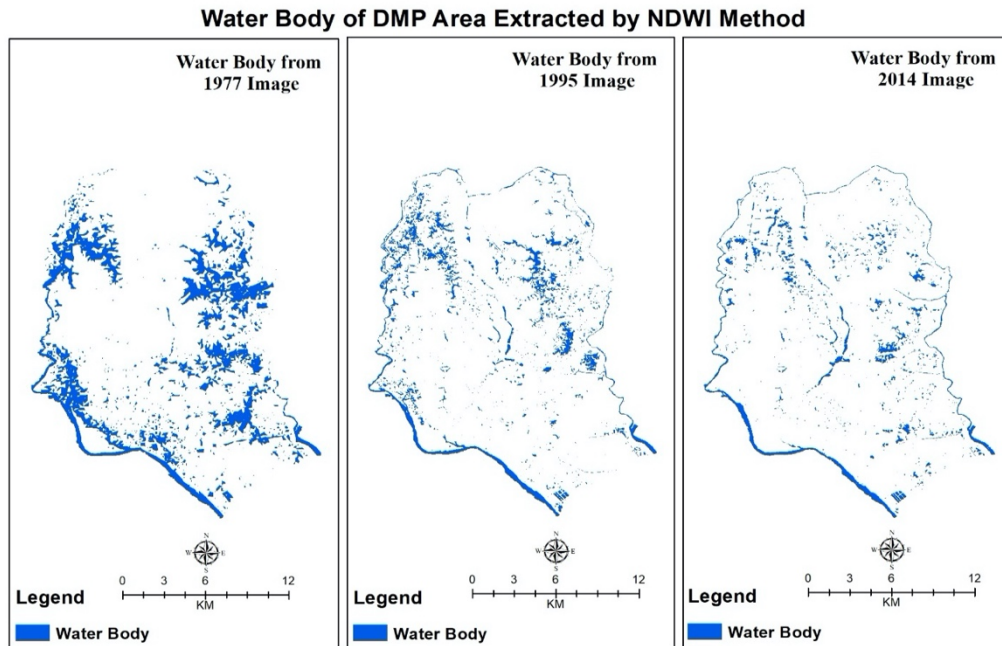 Water Body of DMP Area Extracted by NDWI Method
Water Body from
1977 Image
N
W E
S
0 3 6 12
KM
Legend
Water Body
Water Body from
1995 Image
N
W E
S
0 3 6 12
KM
Legend
Water Body
Water Body from
2014 Image
N
W E
S
0 3 6 12
KM
Legend
Water Body